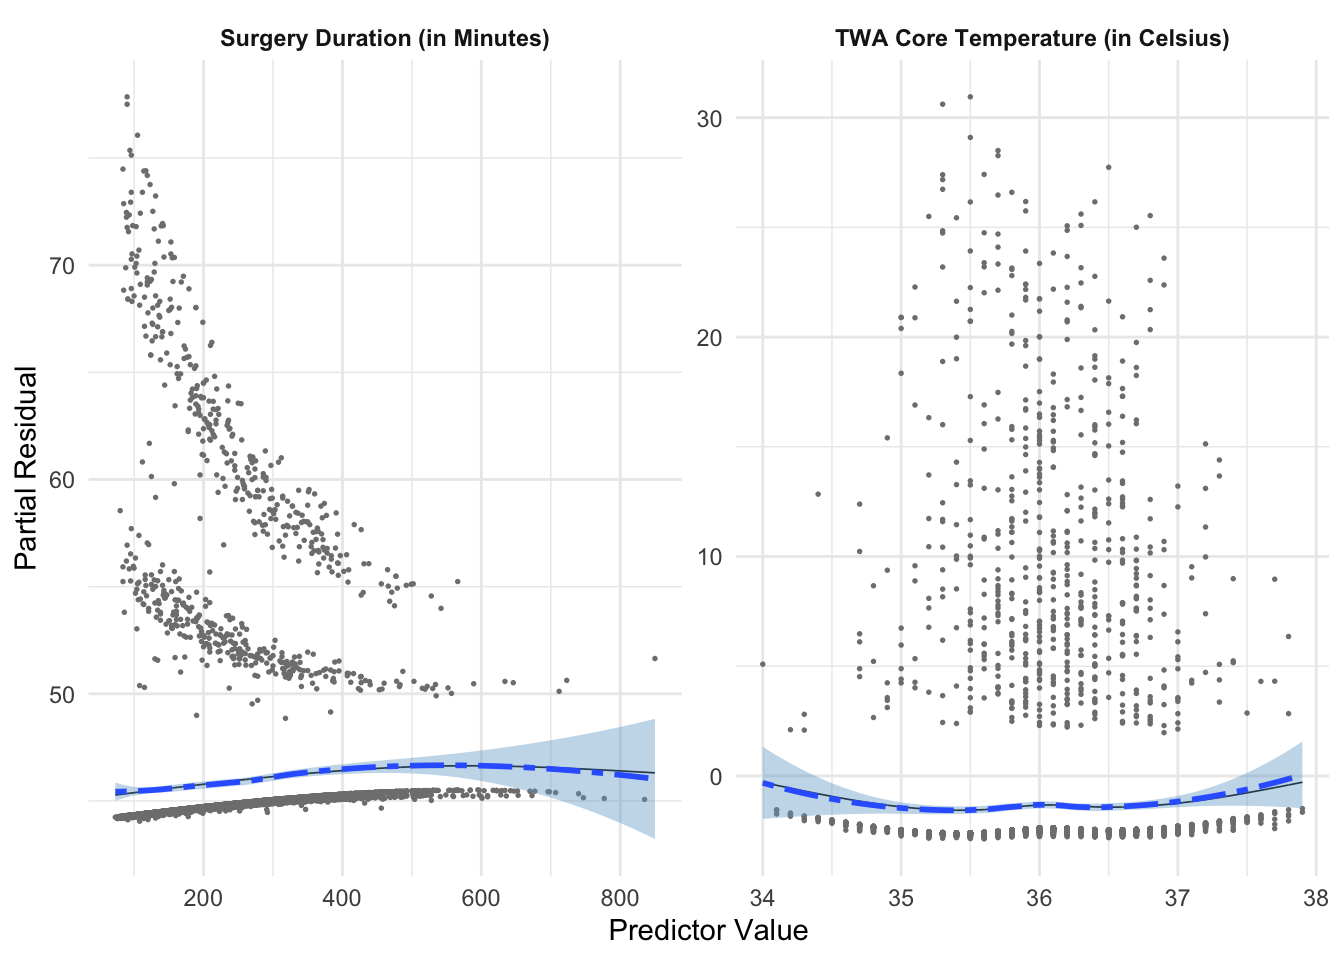 Surgery Duration (in Minutes)
TWA Core Temperature (in Celsius)
Partial Residual
70
60
50
30
20
10
0
200 400 600 800
34 35 36 37 38
Predictor Value